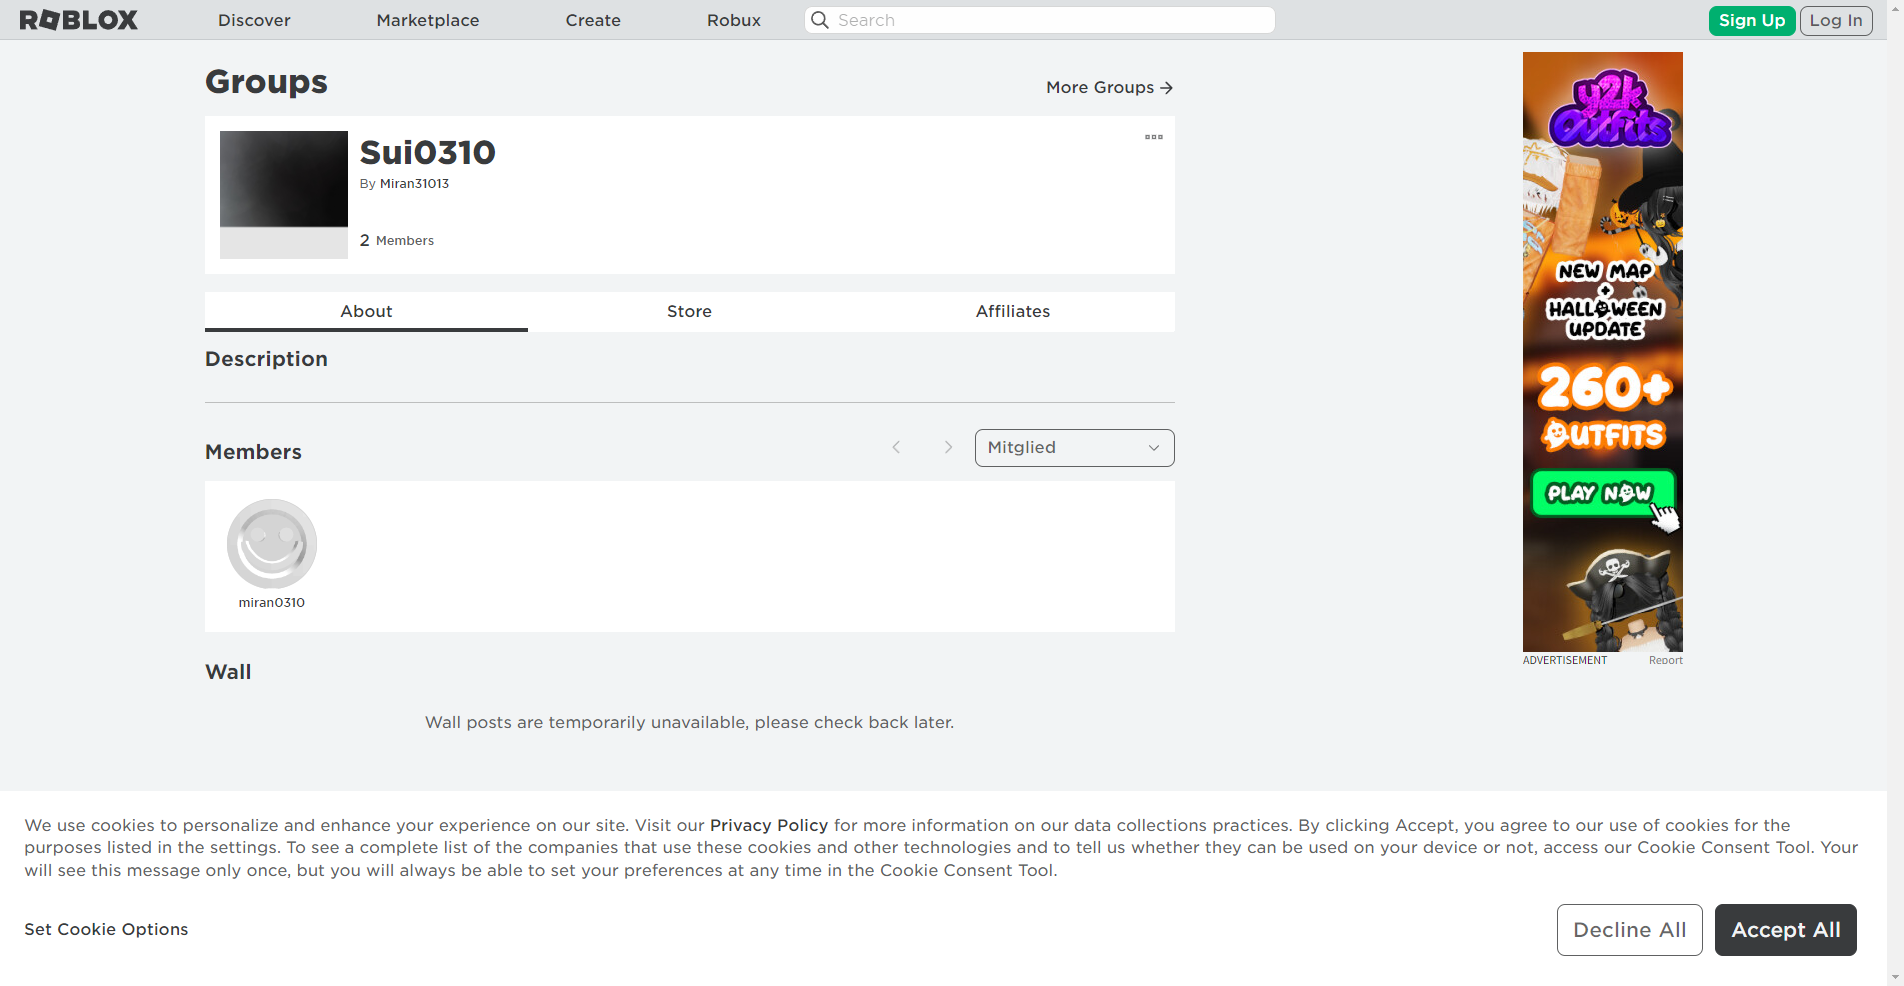 ROBLOX
Discover
Marketplace
Create
Robux
Search
Sign Up
Log In
Groups
More Groups
Sui0310
By Miran31013
2 Members
About
Store
Affiliates
Description
Members
Mitglied
miran0310
Wall
Wall posts are temporarily unavailable, please check back later.
y2k
Outfits
NEW MAP
+
HALLOWEEN
UPDATE
260+
OUTFITS
PLAY NOW
ADVERTISEMENT
Report
We use cookies to personalize and enhance your experience on our site. Visit our Privacy Policy for more information on our data collections practices. By clicking Accept, you agree to our use of cookies for the
purposes listed in the settings. To see a complete list of the companies that use these cookies and other technologies and to tell us whether they can be used on your device or not, access our Cookie Consent Tool. Your
will see this message only once, but you will always be able to set your preferences at any time in the Cookie Consent Tool.
Set Cookie Options
Decline All
Accept All